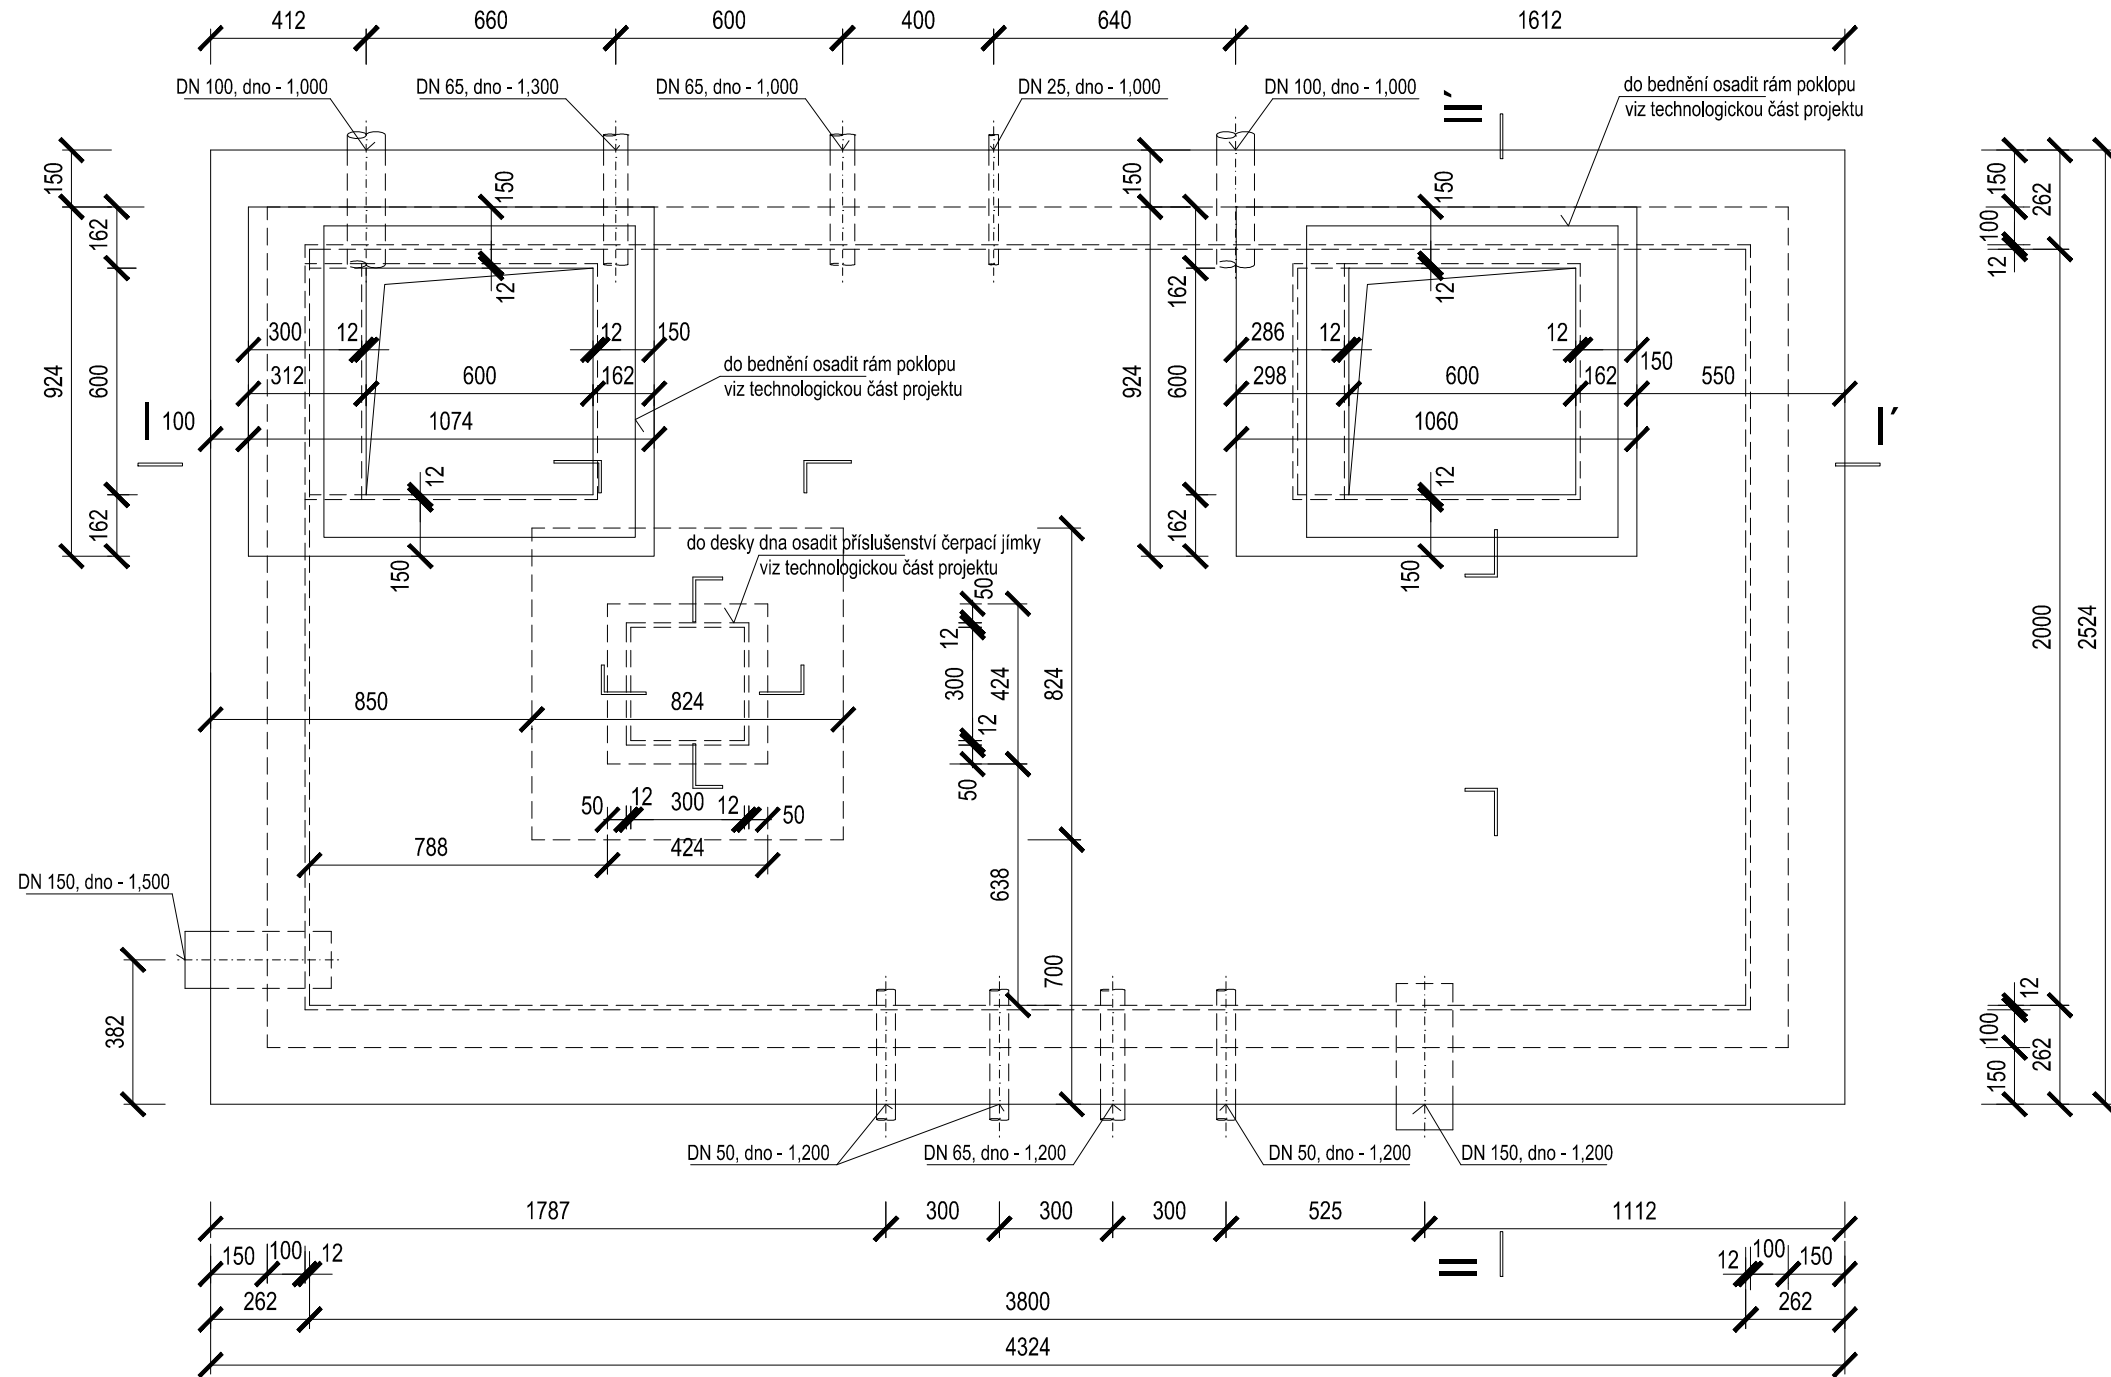 412 660 600 400 640 1612
DN 100, dno - 1,000 DN 65, dno - 1,300 DN 65, dno - 1,000 DN 25, dno - 1,000 DN 100, dno - 1,000
do bednění osadit rám poklopu
viz technologickou část projektu
II´
150 162 924 600 162
150 12
300 12 12 150
312 600 162
100 1074
12 150
I
do bednění osadit rám poklopu
viz technologickou část projektu
150 162 924 600 162
150 12
286 12 12 150
298 600 162 550
1060
12 150
I´
150 262 100 12
2000 2524
12 100 262 150
do desky dna osadit příslušenství čerpací jímky
viz technologickou část projektu
50 12 300 424 824 12 50
850 824
50 12 300 12 50
788 424
638 700
DN 150, dno - 1,500
382
DN 50, dno - 1,200 DN 65, dno - 1,200 DN 50, dno - 1,200 DN 150, dno - 1,200
1787 300 300 300 525 1112
II
150 100 12 12 100 150
262 3800 262
4324